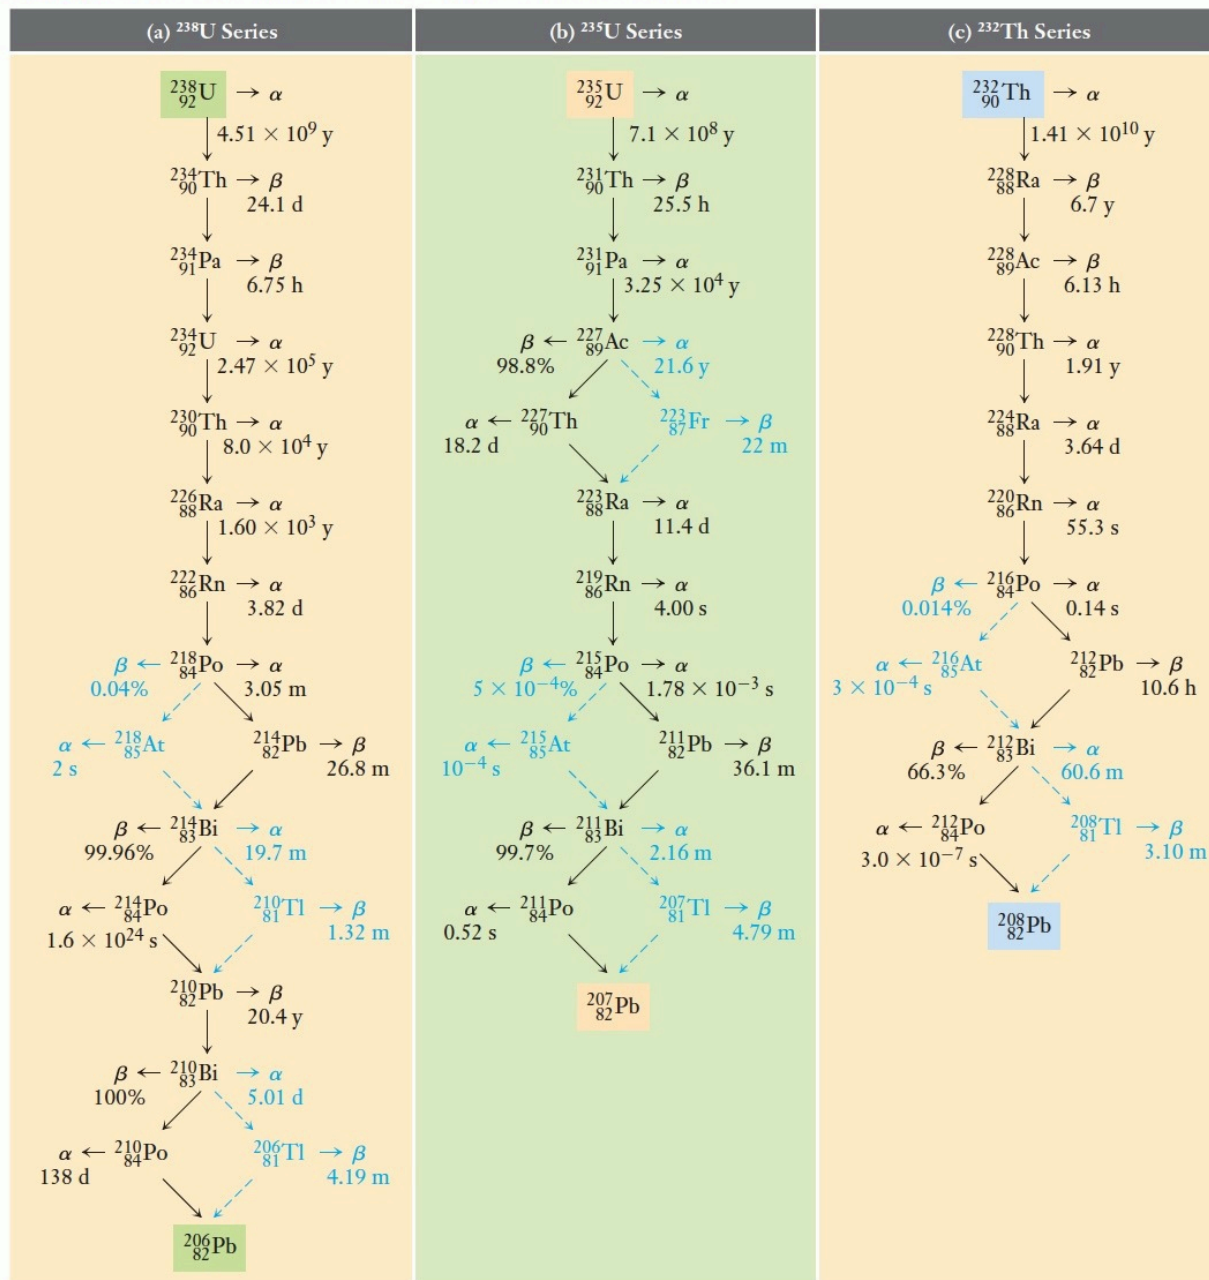 (a) ²³⁸U Series
²³⁸₉₂U → α
4.51 × 10⁹ y
²³⁴₉₀Th → β
24.1 d
²³⁴₉₁Pa → β
6.75 h
²³⁴₉₂U → α
2.47 × 10⁵ y
²³⁰₉₀Th → α
8.0 × 10⁴ y
²²⁶₈₈Ra → α
1.60 × 10³ y
²²²₈₆Rn → α
3.82 d
β ← ²¹⁸₈₄Po → α
0.04% 3.05 m
α ← ²¹⁸₈₅At ²¹⁴₈₂Pb → β
2 s 26.8 m
β ← ²¹⁴₈₃Bi → α
99.96% 19.7 m
α ← ²¹⁴₈₄Po ²¹⁰₈₁Tl → β
1.6 × 10²⁴ s 1.32 m
²¹⁰₈₂Pb → β
20.4 y
β ← ²¹⁰₈₃Bi → α
100% 5.01 d
α ← ²¹⁰₈₄Po ²⁰⁶₈₁Tl → β
138 d 4.19 m
²⁰⁶₈₂Pb
(b) ²³⁵U Series
²³⁵₉₂U → α
7.1 × 10⁸ y
²³¹₉₀Th → β
25.5 h
²³¹₉₁Pa → α
3.25 × 10⁴ y
β ← ²²⁷₈₉Ac → α
98.8% 21.6 y
α ← ²²⁷₉₀Th ²²³₈₇Fr → β
18.2 d 22 m
²²³₈₈Ra → α
11.4 d
²¹⁹₈₆Rn → α
4.00 s
β ← ²¹⁵₈₄Po → α
5 × 10⁻⁴% 1.78 × 10⁻³ s
α ← ²¹⁵₈₅At ²¹¹₈₂Pb → β
10⁻⁴ s 36.1 m
β ← ²¹¹₈₃Bi → α
99.7% 2.16 m
α ← ²¹¹₈₄Po ²⁰⁷₈₁Tl → β
0.52 s 4.79 m
²⁰⁷₈₂Pb
(c) ²³²Th Series
²³²₉₀Th → α
1.41 × 10¹⁰ y
²²⁸₈₈Ra → β
6.7 y
²²⁸₈₉Ac → β
6.13 h
²²⁸₉₀Th → α
1.91 y
²²⁴₈₈Ra → α
3.64 d
²²⁰₈₆Rn → α
55.3 s
β ← ²¹⁶₈₄Po → α
0.014% 0.14 s
α ← ²¹⁶₈₅At ²¹²₈₂Pb → β
3 × 10⁻⁴ s 10.6 h
β ← ²¹²₈₃Bi → α
66.3% 60.6 m
α ← ²¹²₈₄Po ²⁰⁸₈₁Tl → β
3.0 × 10⁻⁷ s 3.10 m
²⁰⁸₈₂Pb